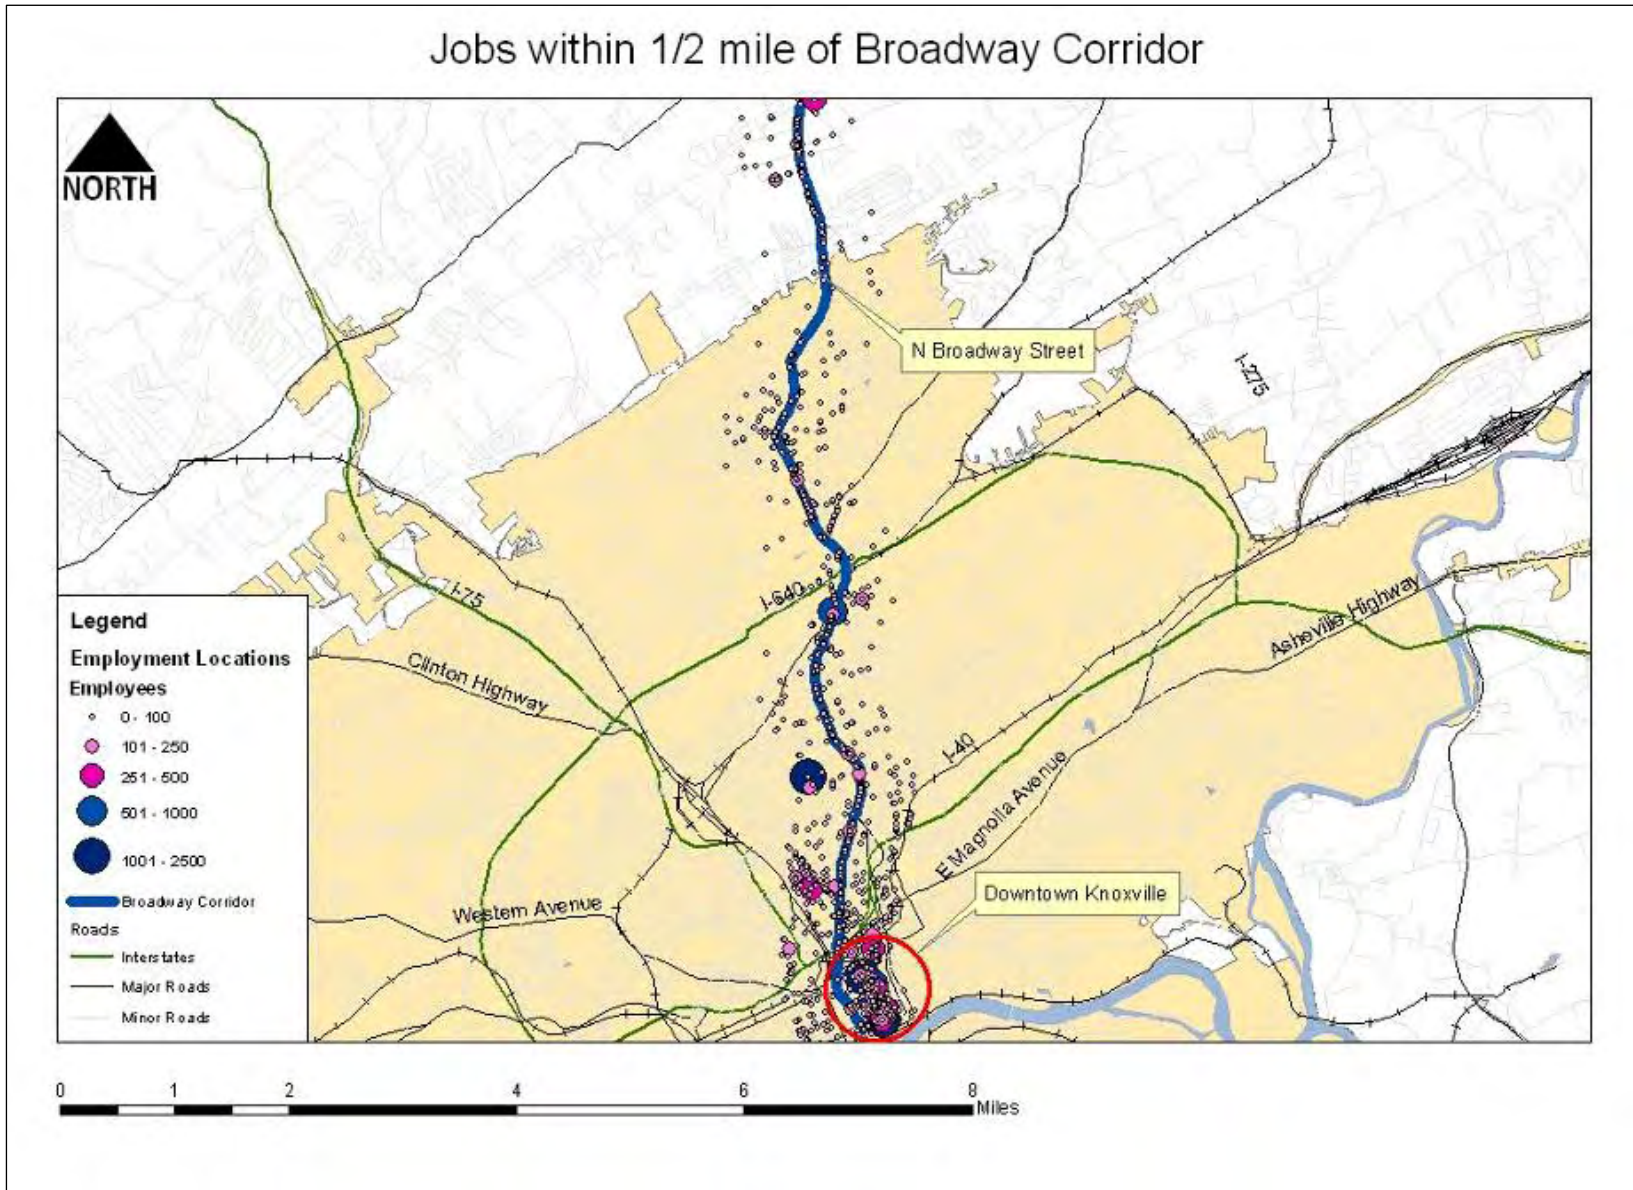 Jobs within 1/2 mile of Broadway Corridor
NORTH
N Broadway Street
I-275
I-75
I-640
Clinton Highway
Asheville Highway
I-40
E Magnolia Avenue
Western Avenue
Downtown Knoxville
Legend
Employment Locations
Employees
0 - 100
101 - 250
251 - 500
501 - 1000
1001 - 2500
Broadway Corridor
Roads
Interstates
Major Roads
Minor Roads
0 1 2 4 6 8
Miles